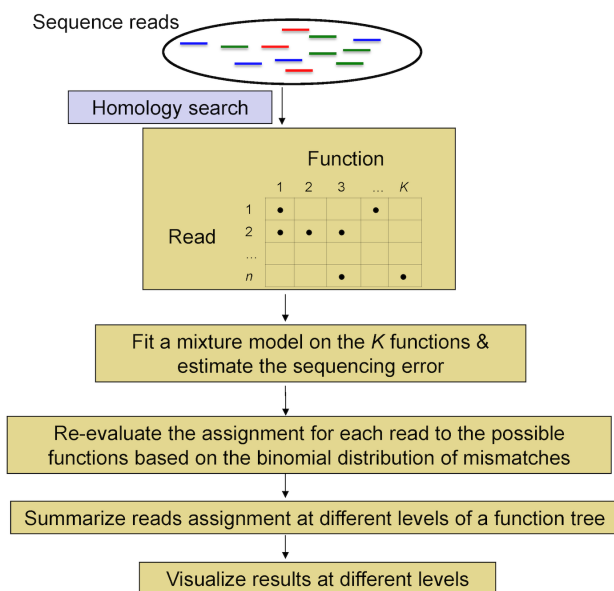 Sequence reads
Homology search
Function
1 2 3 ... K
1
Read 2
...
n
Fit a mixture model on the K functions &
estimate the sequencing error
Re-evaluate the assignment for each read to the possible
functions based on the binomial distribution of mismatches
Summarize reads assignment at different levels of a function tree
Visualize results at different levels